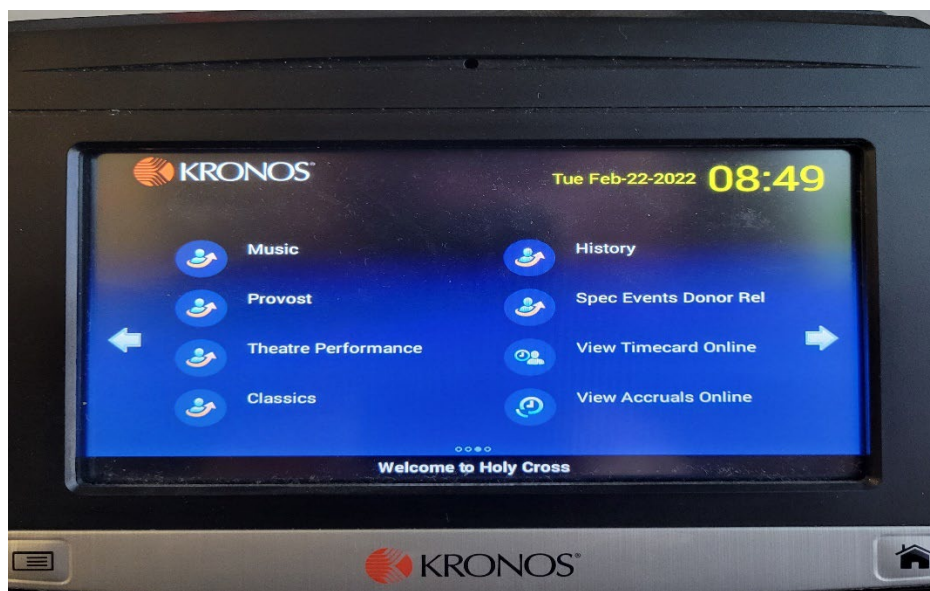 KRONOS
Tue Feb-22-2022 08:49
Music
History
Provost
Spec Events Donor Rel
Theatre Performance
View Timecard Online
Classics
View Accruals Online
Welcome to Holy Cross
KRONOS